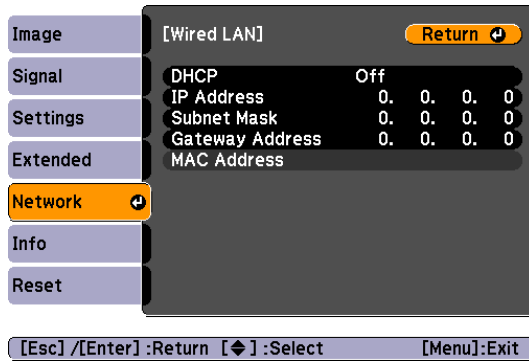 Image
Signal
Settings
Extended
Network
Info
Reset
[Wired LAN]
Return
DHCP Off
IP Address 0. 0. 0. 0
Subnet Mask 0. 0. 0. 0
Gateway Address 0. 0. 0. 0
MAC Address
[Esc] /[Enter] :Return [◆] :Select [Menu]:Exit